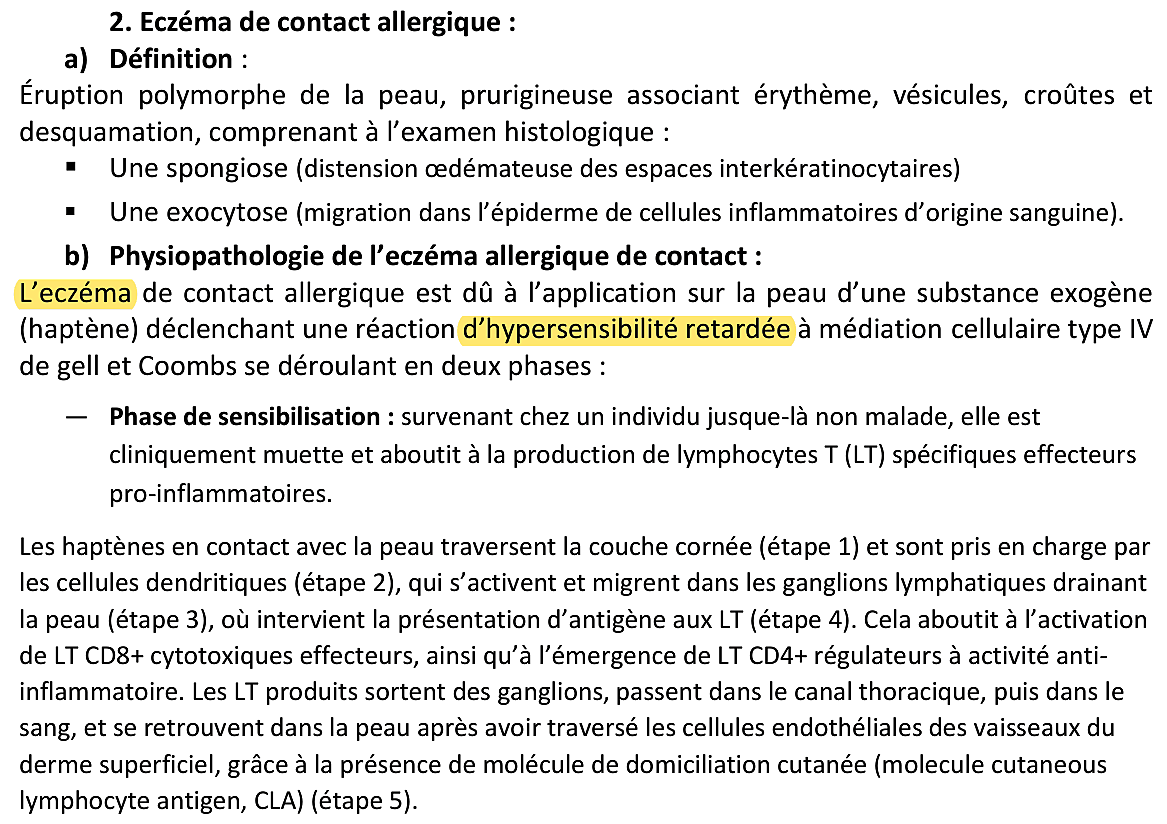 2. Eczéma de contact allergique :
a) Définition :
Éruption polymorphe de la peau, prurigineuse associant érythème, vésicules, croûtes et
desquamation, comprenant à l’examen histologique :
▪ Une spongiose (distension œdémateuse des espaces interkératinocytaires)
▪ Une exocytose (migration dans l’épiderme de cellules inflammatoires d’origine sanguine).
b) Physiopathologie de l’eczéma allergique de contact :
L’eczéma de contact allergique est dû à l’application sur la peau d’une substance exogène
(haptène) déclenchant une réaction d’hypersensibilité retardée à médiation cellulaire type IV
de gell et Coombs se déroulant en deux phases :
— Phase de sensibilisation : survenant chez un individu jusque-là non malade, elle est
cliniquement muette et aboutit à la production de lymphocytes T (LT) spécifiques effecteurs
pro-inflammatoires.
Les haptènes en contact avec la peau traversent la couche cornée (étape 1) et sont pris en charge par
les cellules dendritiques (étape 2), qui s’activent et migrent dans les ganglions lymphatiques drainant
la peau (étape 3), où intervient la présentation d’antigène aux LT (étape 4). Cela aboutit à l’activation
de LT CD8+ cytotoxiques effecteurs, ainsi qu’à l’émergence de LT CD4+ régulateurs à activité anti-
inflammatoire. Les LT produits sortent des ganglions, passent dans le canal thoracique, puis dans le
sang, et se retrouvent dans la peau après avoir traversé les cellules endothéliales des vaisseaux du
derme superficiel, grâce à la présence de molécule de domiciliation cutanée (molecule cutaneous
lymphocyte antigen, CLA) (étape 5).